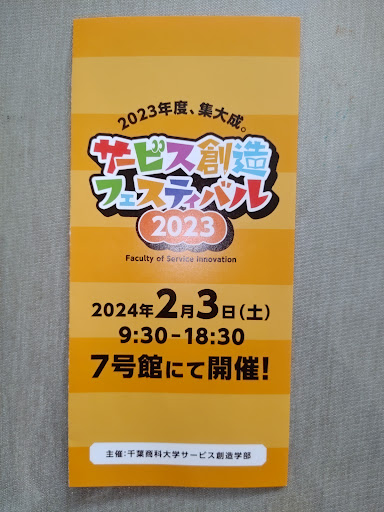 2023年度、集大成。
サービス創造
フェスティバル
2023
Faculty of Service Innovation
2024年2月3日(土)
9:30-18:30
7号館にて開催!
主催:千葉商科大学サービス創造学部